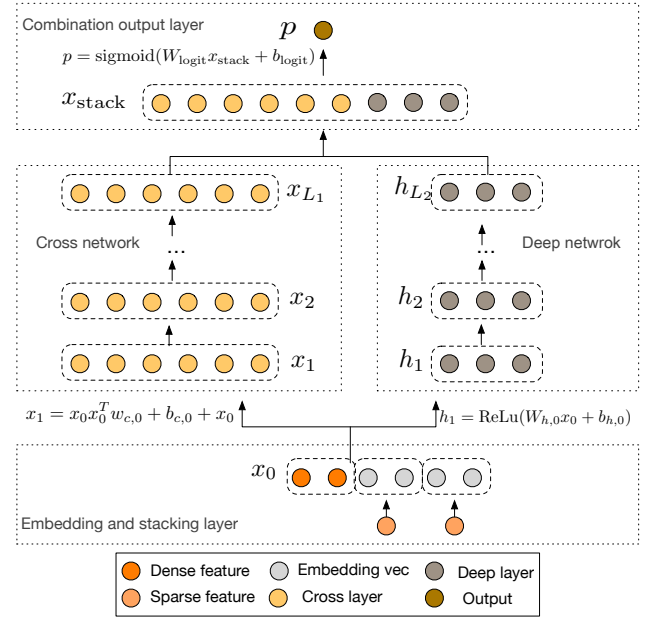 Combination output layer
p
p = sigmoid(W_logit x_stack + b_logit)
x_stack
x_{L_1}
h_{L_2}
Cross network
...
...
Deep netwrok
x_2
h_2
x_1
h_1
x_1 = x_0 x_0^T w_{c,0} + b_{c,0} + x_0
h_1 = ReLu(W_{h,0} x_0 + b_{h,0})
x_0
Embedding and stacking layer
Dense feature
Embedding vec
Deep layer
Sparse feature
Cross layer
Output